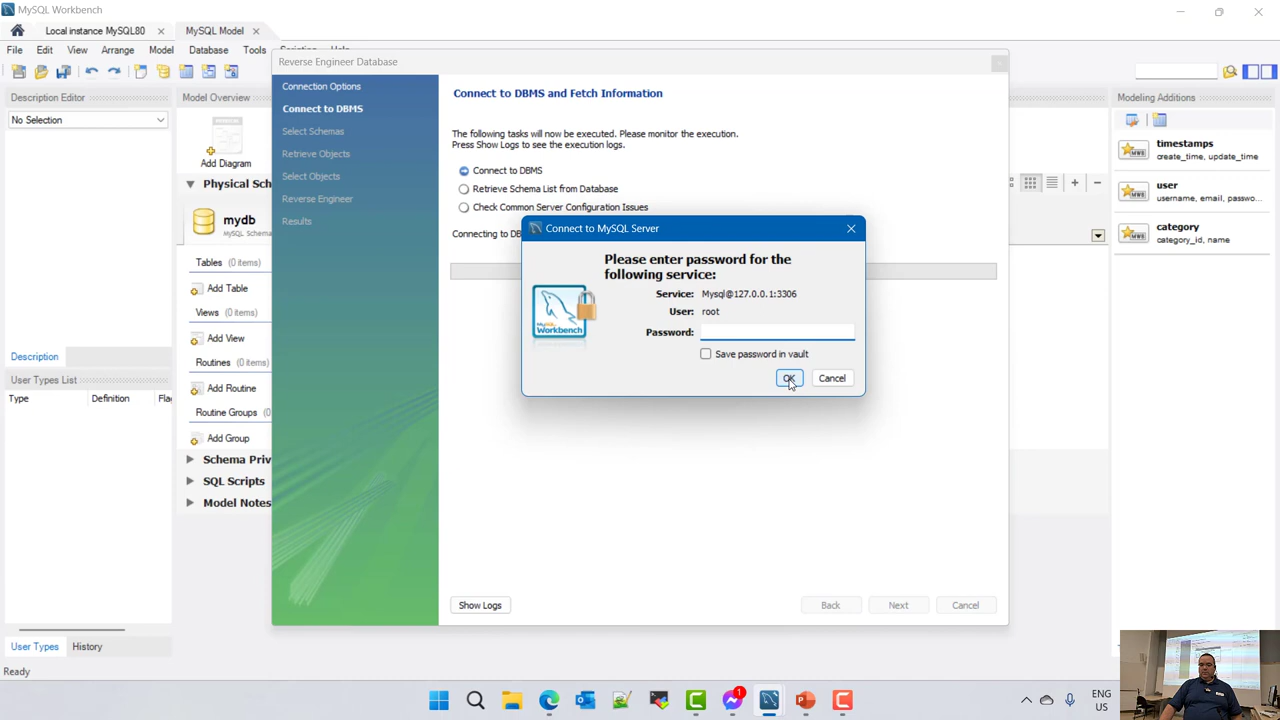 MySQL Workbench
Local instance MySQL80
MySQL Model
File Edit View Arrange Model Database Tools Scripting Help
Description Editor
No Selection
Description
User Types List
Type Definition
User Types History
Ready
Model Overview
Add Diagram
mydb
MySQL Schema
Tables (0 items)
Add Table
Views (0 items)
Add View
Routines (0 items)
Add Routine
Routine Groups
Add Group
SQL Scripts
Model Notes
Reverse Engineer Database
Connection Options
Connect to DBMS
Select Schemas
Retrieve Objects
Select Objects
Reverse Engineer
Results
Connect to DBMS and Fetch Information
The following tasks will now be executed. Please monitor the execution.
Press Show Logs to see the execution logs.
Connect to DBMS
Retrieve Schema List from Database
Check Common Server Configuration Issues
Connecting to
Connect to MySQL Server
Please enter password for the
following service:
Service: Mysql@127.0.0.1:3306
User: root
Password:
Save password in vault
OK Cancel
MySQL
Workbench
Show Logs
Back Next Cancel
Modeling Additions
timestamps
create_time, update_time
user
username, email, passwo...
category
category_id, name
1
ENG
US